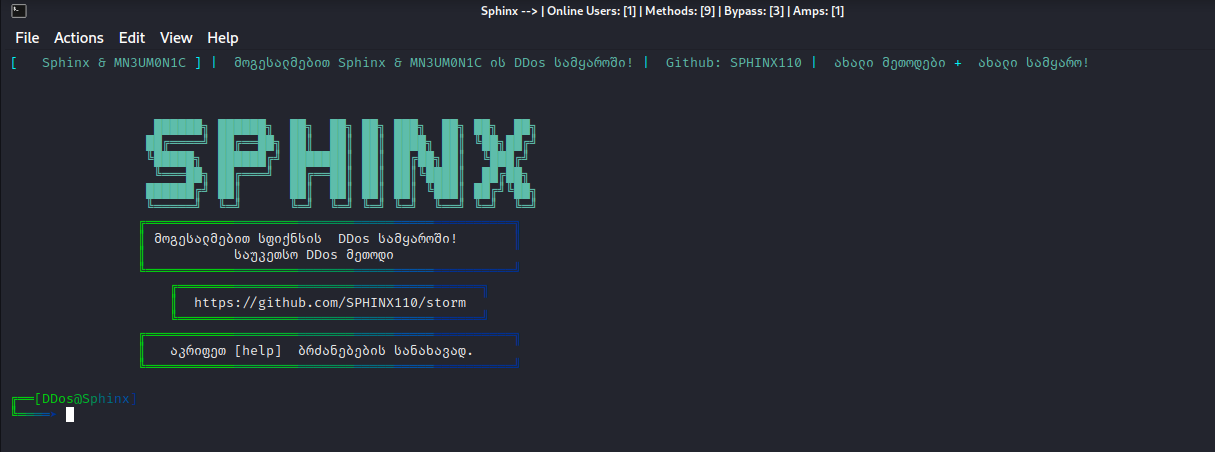 Sphinx --> | Online Users: [1] | Methods: [9] | Bypass: [3] | Amps: [1]
File Actions Edit View Help
[ Sphinx & MN3UM0N1C ] | მოგესალმებით Sphinx & MN3UM0N1C ის DDos სამყაროში! | Github: SPHINX110 | ახალი მეთოდები + ახალი სამყარო!
SPHINX
მოგესალმებით სფიქნსის DDos სამყაროში!
საუკეთსო DDos მეთოდი
https://github.com/SPHINX110/storm
აკრიფეთ [help] ბრძანებების სანახავად.
[DDos@Sphinx]